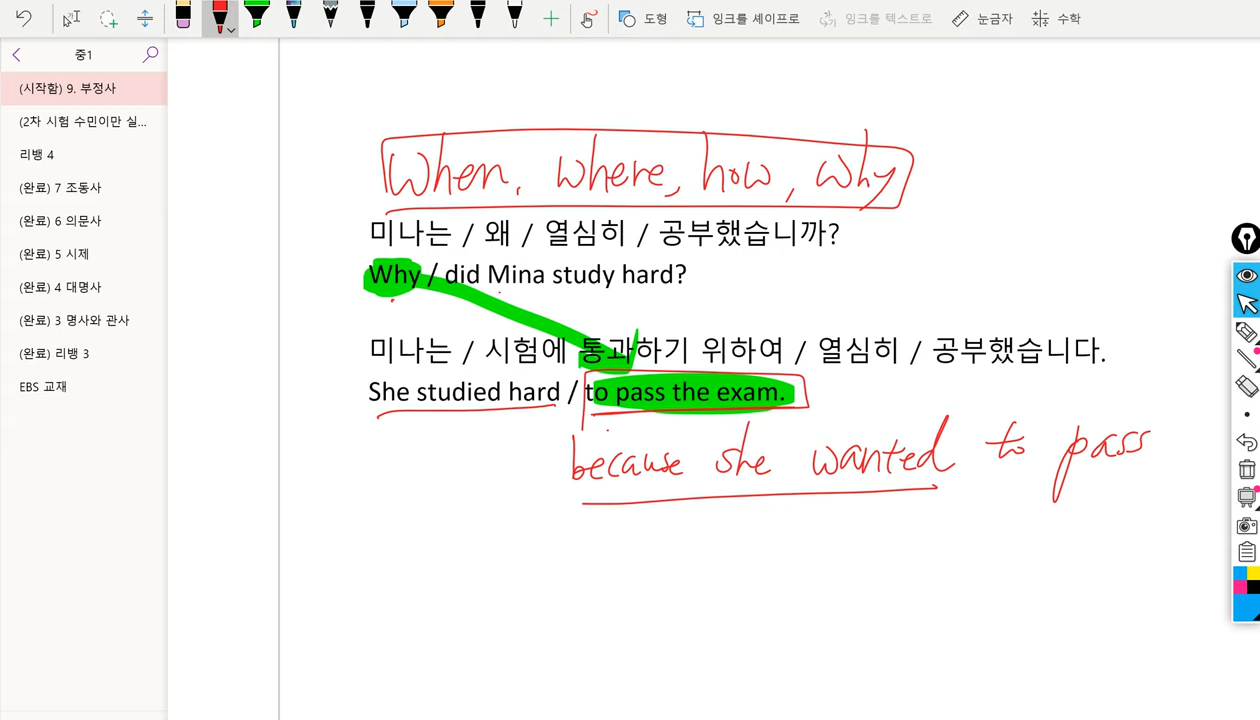 도형 잉크를 셰이프로 잉크를 텍스트로 눈금자 수학
중1
(시작함) 9. 부정사
(2차 시험 수민이만 실...
리뱅 4
(완료) 7 조동사
(완료) 6 의문사
(완료) 5 시제
(완료) 4 대명사
(완료) 3 명사와 관사
(완료) 리뱅 3
EBS 교재
When, where, how, why
미나는 / 왜 / 열심히 / 공부했습니까?
Why / did Mina study hard?
미나는 / 시험에 통과하기 위하여 / 열심히 / 공부했습니다.
She studied hard / to pass the exam.
because she wanted to pass